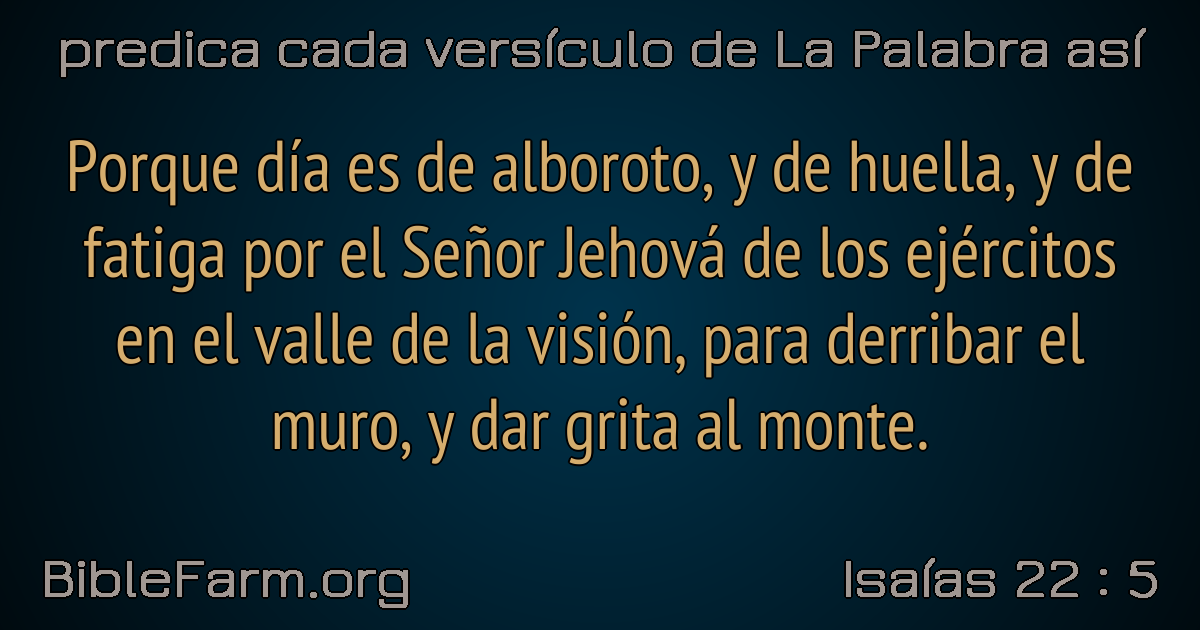 predica cada versículo de La Palabra así
Porque día es de alboroto, y de huella, y de
fatiga por el Señor Jehová de los ejércitos
en el valle de la visión, para derribar el
muro, y dar grita al monte.
BibleFarm.org
Isaías 22 : 5